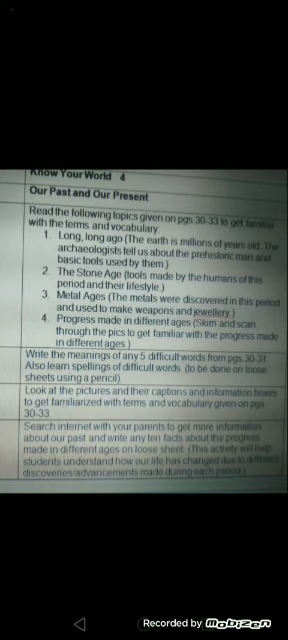 Know Your World 4
Our Past and Our Present
Read the following topics given on pgs 30-33 to get familiar
with the terms and vocabulary:
1. Long, long ago (The earth is millions of years old. The
archaeologists tell us about the prehistoric man and
basic tools used by them.)
2. The Stone Age (tools made by the humans of this
period and their lifestyle.)
3. Metal Ages (The metals were discovered in this period
and used to make weapons and jewellery.)
4. Progress made in different ages (Skim and scan
through the pics to get familiar with the progress made
in different ages.)
Write the meanings of any 5 difficult words from pgs 30-31.
Also learn spellings of difficult words. (to be done on loose
sheets using a pencil)
Look at the pictures and their captions and information boxes
to get familiarized with terms and vocabulary given on pgs
30-33.
Search internet with your parents to get more information
about our past and write any ten facts about the progress
made in different ages on loose sheet. (This activity will help
students understand how our life has changed due to different
discoveries/advancements made during each period.)
Recorded by Mobizen